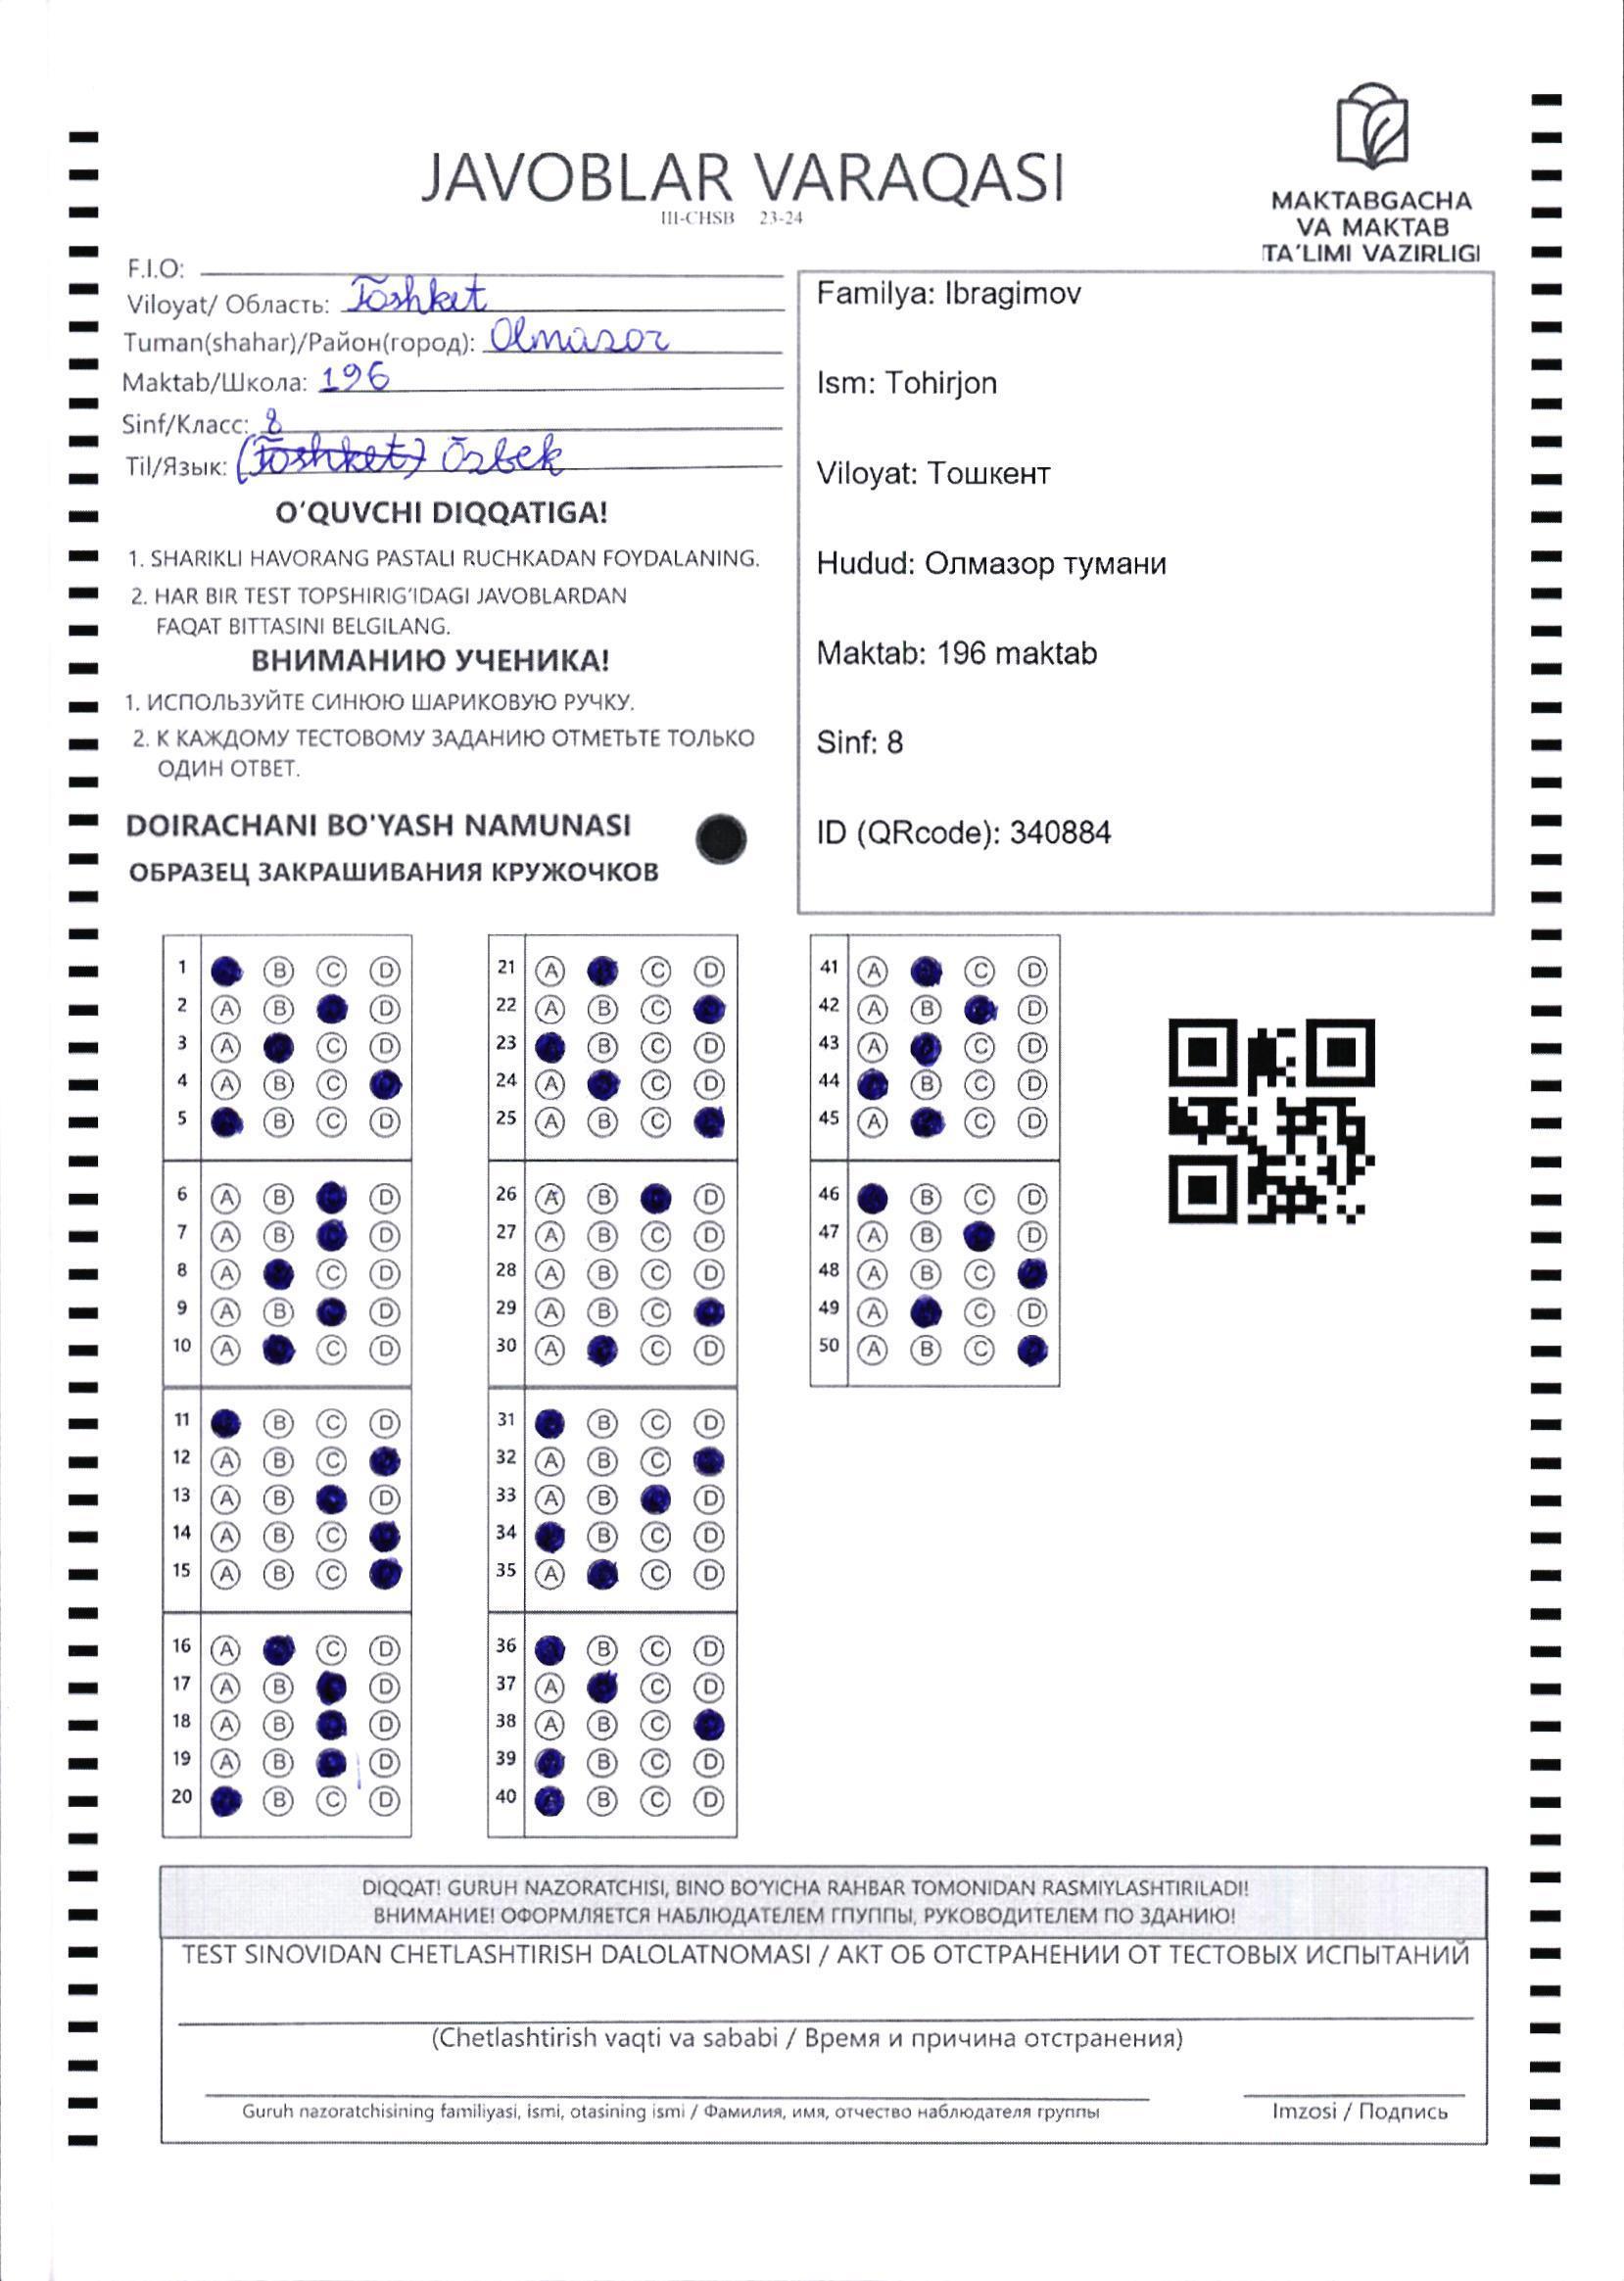 JAVOBLAR VARAQASI
III-CHSB 23-24
MAKTABGACHA
VA MAKTAB
TA'LIMI VAZIRLIGI
F.I.O:
Viloyat/ Область: Toshket
Tuman(shahar)/Район(город): Olmazor
Maktab/Школа: 196
Sinf/Класс: 8
Til/Язык: (Toshket) Ozbek
O'QUVCHI DIQQATIGA!
1. SHARIKLI HAVORANG PASTALI RUCHKADAN FOYDALANING.
2. HAR BIR TEST TOPSHIRIG'IDAGI JAVOBLARDAN
FAQAT BITTASINI BELGILANG.
ВНИМАНИЮ УЧЕНИКА!
1. ИСПОЛЬЗУЙТЕ СИНЮЮ ШАРИКОВУЮ РУЧКУ.
2. К КАЖДОМУ ТЕСТОВОМУ ЗАДАНИЮ ОТМЕТЬТЕ ТОЛЬКО
ОДИН ОТВЕТ.
DOIRACHANI BO'YASH NAMUNASI
ОБРАЗЕЦ ЗАКРАШИВАНИЯ КРУЖОЧКОВ
Familya: Ibragimov
Ism: Tohirjon
Viloyat: Тошкент
Hudud: Олмазор тумани
Maktab: 196 maktab
Sinf: 8
ID (QRcode): 340884
1 B C D
2 A B D
3 A C D
4 A B C
5 B C D
6 A B D
7 A B D
8 A C D
9 A B D
10 A C D
11 B C D
12 A B C
13 A B D
14 A B C
15 A B C
16 A C D
17 A B D
18 A B D
19 A B D
20 B C D
21 A C D
22 A B C
23 B C D
24 A C D
25 A B C
26 A B D
27 A B C D
28 A B C D
29 A B C
30 A C D
31 B C D
32 A B C
33 A B D
34 B C D
35 A C D
36 B C D
37 A C D
38 A B C
39 B C D
40 B C D
41 A C D
42 A B D
43 A C D
44 B C D
45 A C D
46 B C D
47 A B D
48 A B C
49 A C D
50 A B C
DIQQAT! GURUH NAZORATCHISI, BINO BO'YICHA RAHBAR TOMONIDAN RASMIYLASHTIRILADI!
ВНИМАНИЕ! ОФОРМЛЯЕТСЯ НАБЛЮДАТЕЛЕМ ГПУППЫ, РУКОВОДИТЕЛЕМ ПО ЗДАНИЮ!
TEST SINOVIDAN CHETLASHTIRISH DALOLATNOMASI / АКТ ОБ ОТСТРАНЕНИИ ОТ ТЕСТОВЫХ ИСПЫТАНИЙ
(Chetlashtirish vaqti va sababi / Время и причина отстранения)
Guruh nazoratchisining familiyasi, ismi, otasining ismi / Фамилия, имя, отчество наблюдателя группы
Imzosi / Подпись